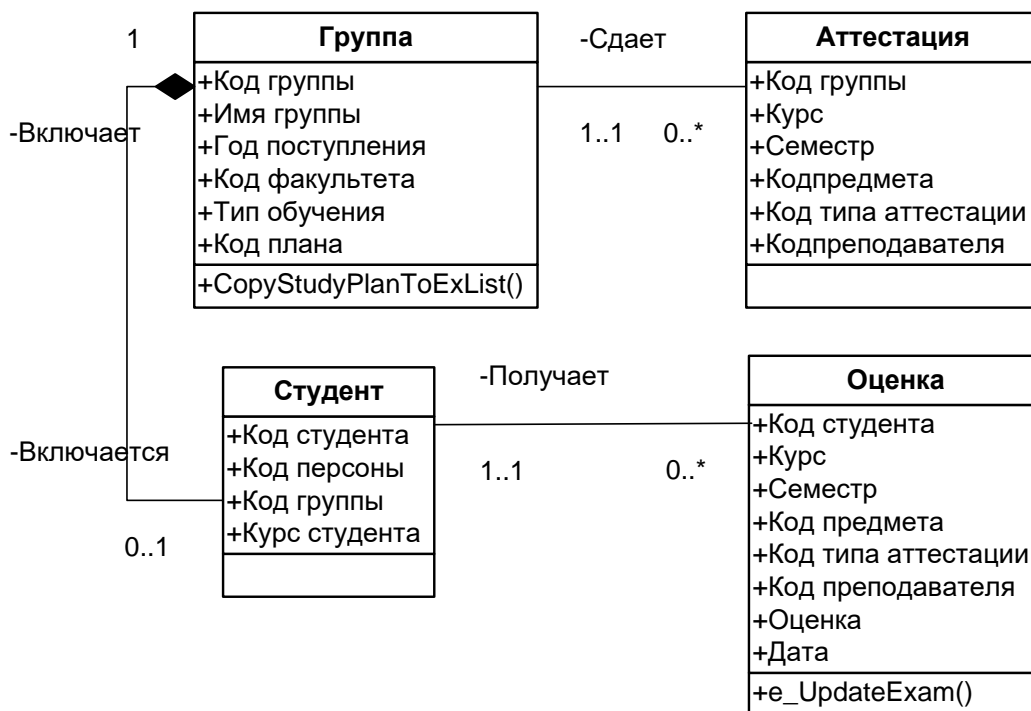 1
Группа
-Сдает
Аттестация
+Код группы
+Имя группы
+Год поступления
+Код факультета
+Тип обучения
+Код плана
+CopyStudyPlanToExList()
-Включает
1..1
0..*
+Код группы
+Курс
+Семестр
+Кодпредмета
+Код типа аттестации
+Кодпреподавателя
Студент
-Получает
Оценка
+Код студента
+Код персоны
+Код группы
+Курс студента
-Включается
0..1
1..1
0..*
+Код студента
+Курс
+Семестр
+Код предмета
+Код типа аттестации
+Код преподавателя
+Оценка
+Дата
+e_UpdateExam()